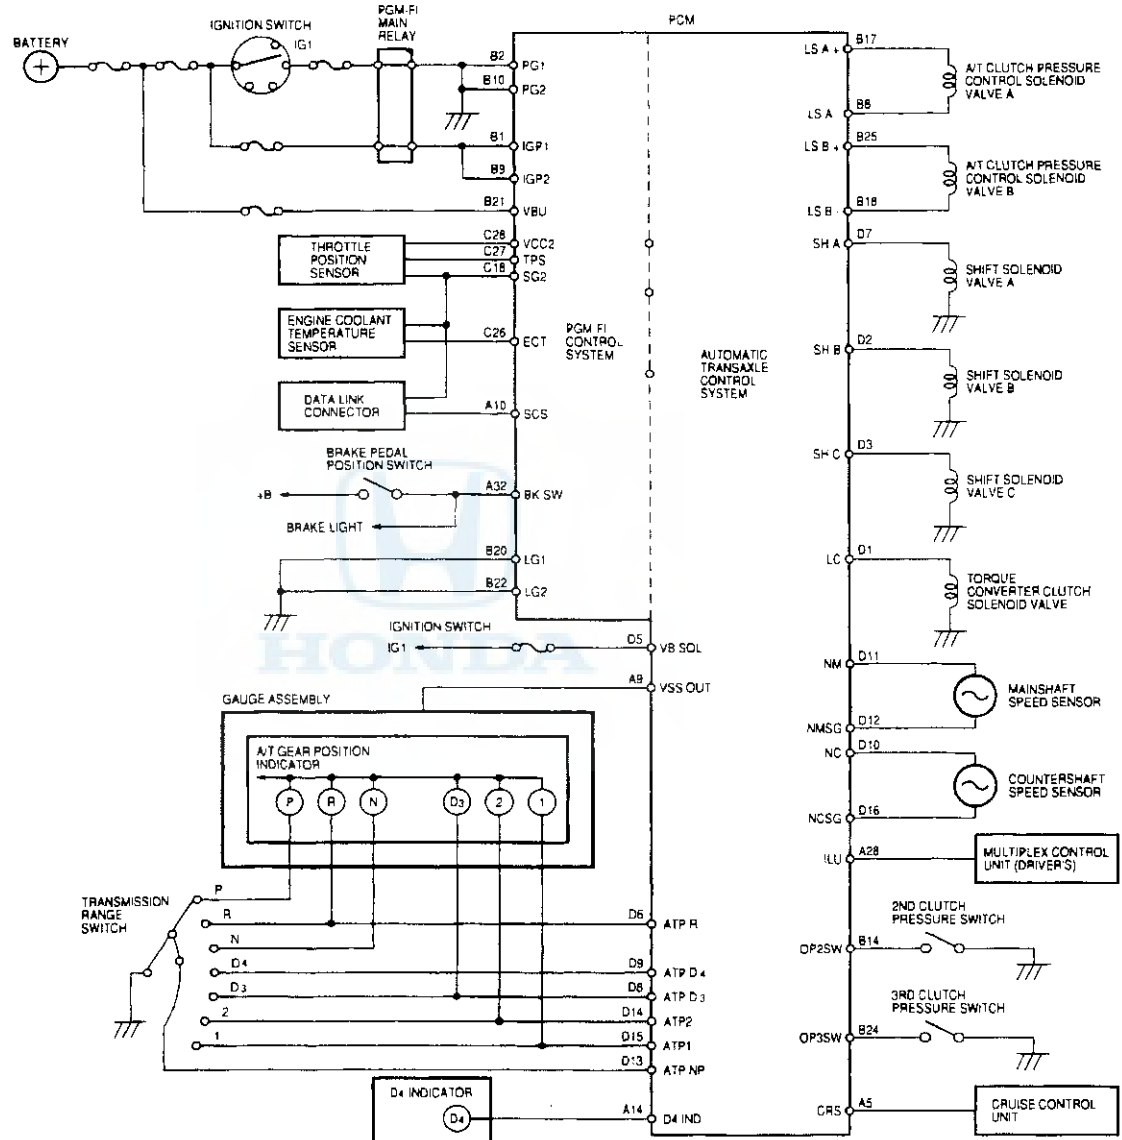 PCM
PGM-FI
MAIN
RELAY
IGNITION SWITCH
IG1
BATTERY
B2
PG1
B10
PG2
B1
IGP1
B9
IGP2
B21
VBU
THROTTLE
POSITION
SENSOR
C28
VCC2
C27
TPS
C18
SG2
ENGINE COOLANT
TEMPERATURE
SENSOR
C26
ECT
DATA LINK
CONNECTOR
A10
SCS
BRAKE PEDAL
POSITION SWITCH
+B
A32
BK SW
BRAKE LIGHT
B20
LG1
B22
LG2
IGNITION SWITCH
IG1
D5
VB SOL
A9
VSS OUT
HONDA
PGM FI
CONTROL
SYSTEM
AUTOMATIC
TRANSAXLE
CONTROL
SYSTEM
GAUGE ASSEMBLY
A/T GEAR POSITION
INDICATOR
P
R
N
D3
2
1
TRANSMISSION
RANGE
SWITCH
P
R
D6
ATP R
N
D4
D9
ATP D4
D3
D8
ATP D3
2
D14
ATP2
1
D15
ATP1
D13
ATP NP
D4 INDICATOR
D4
A14
D4 IND
LS A +
B17
A/T CLUTCH PRESSURE
CONTROL SOLENOID
VALVE A
LS A
B8
LS B +
B25
A/T CLUTCH PRESSURE
CONTROL SOLENOID
VALVE B
LS B -
B18
SH A
D7
SHIFT SOLENOID
VALVE A
SH B
D2
SHIFT SOLENOID
VALVE B
SH C
D3
SHIFT SOLENOID
VALVE C
LC
D1
TORQUE
CONVERTER CLUTCH
SOLENOID VALVE
NM
D11
MAINSHAFT
SPEED SENSOR
NMSG
D12
NC
D10
COUNTERSHAFT
SPEED SENSOR
NCSG
D16
ILU
A28
MULTIPLEX CONTROL
UNIT (DRIVER'S)
2ND CLUTCH
PRESSURE SWITCH
OP2SW
B14
3RD CLUTCH
PRESSURE SWITCH
OP3SW
B24
CRS
A5
CRUISE CONTROL
UNIT